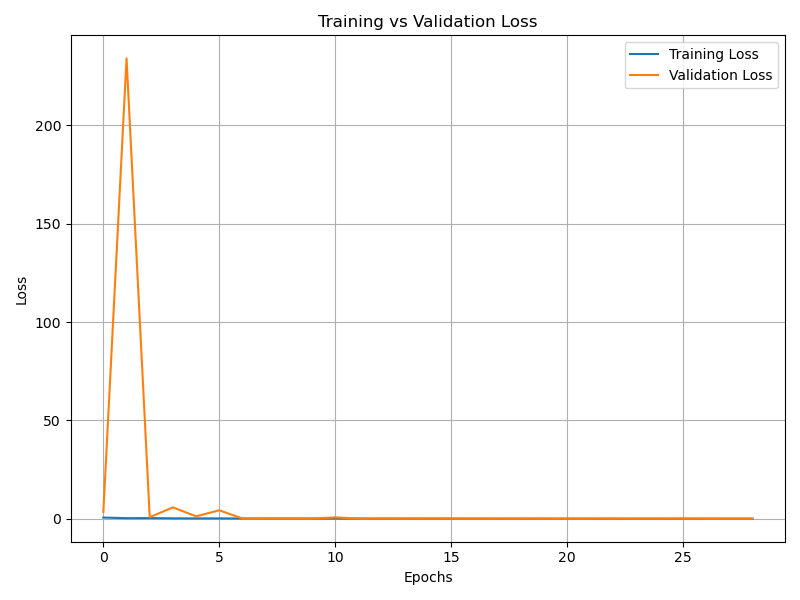 Training vs Validation Loss
Training Loss
Validation Loss
200
150
100
50
0
Loss
0 5 10 15 20 25
Epochs